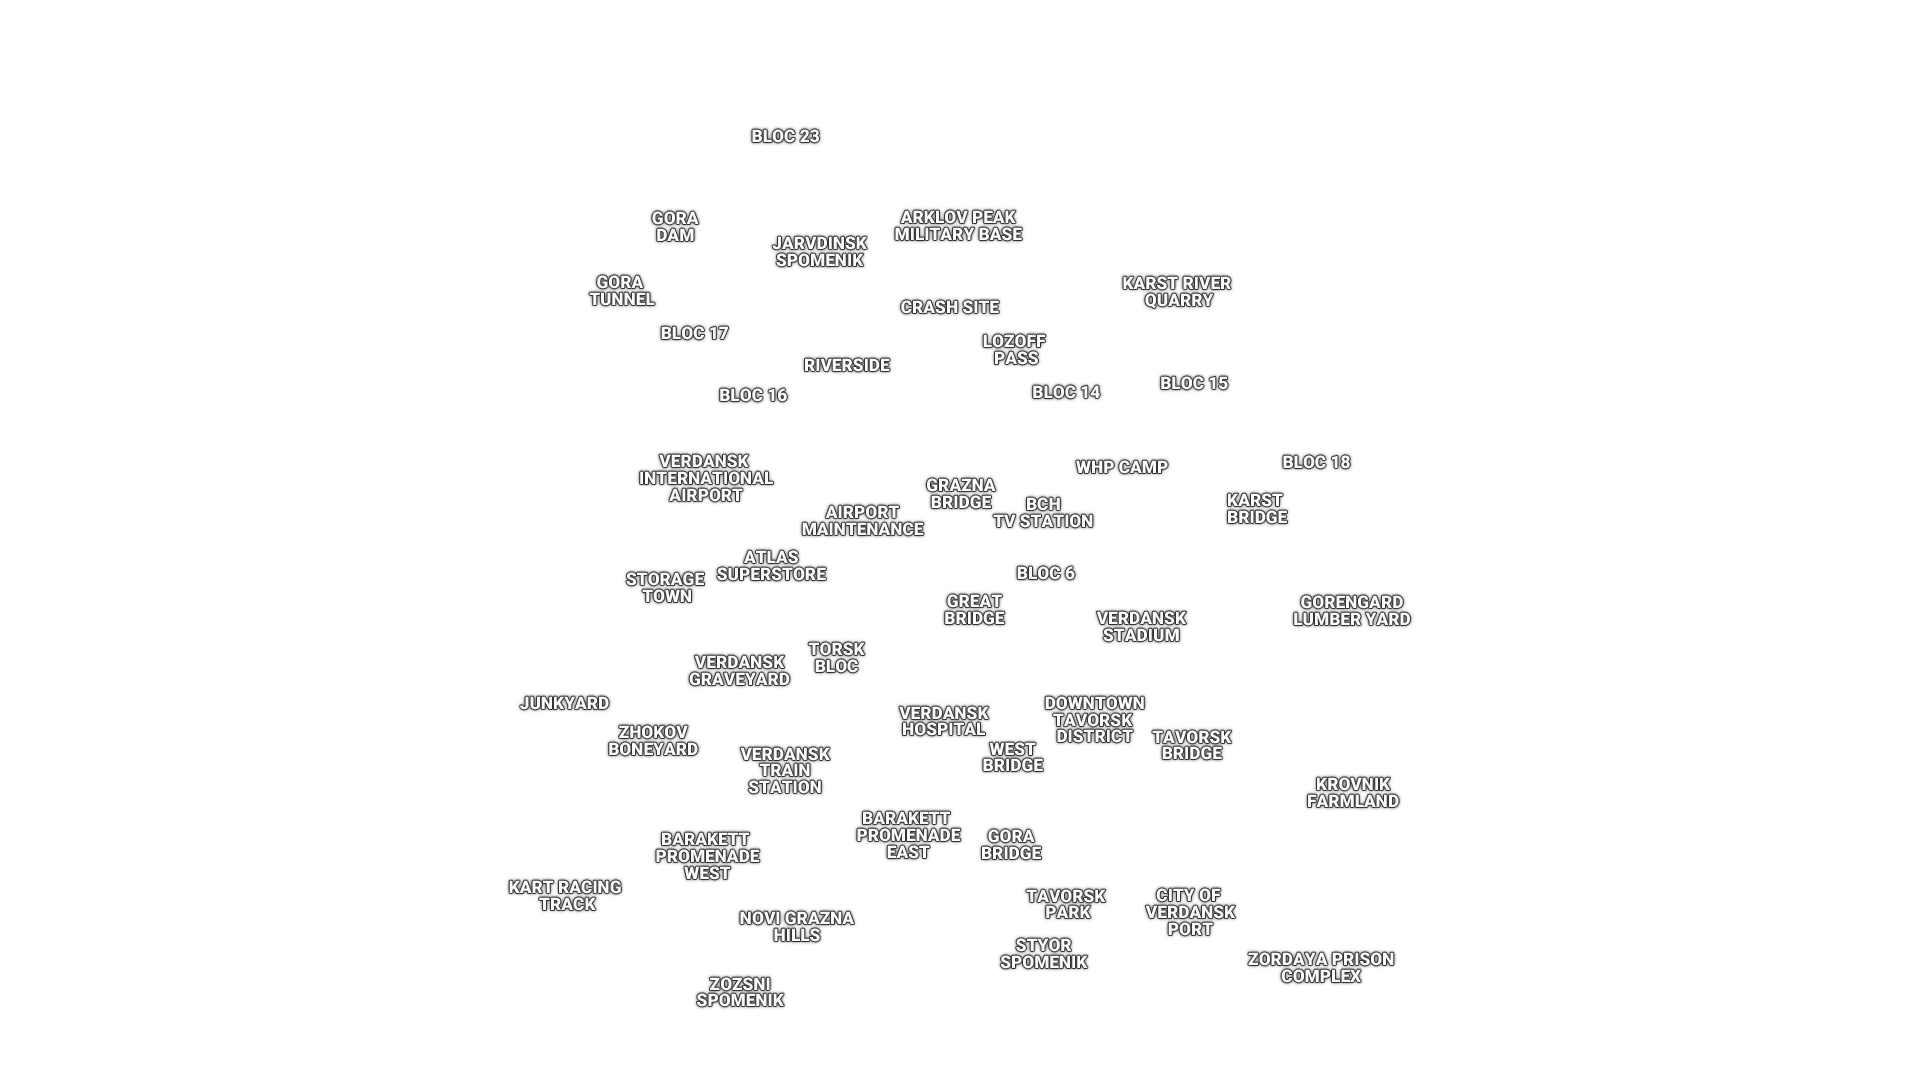 BLOC 23
GORA
DAM
JARVDINSK
SPOMENIK
ARKLOV PEAK
MILITARY BASE
GORA
TUNNEL
KARST RIVER
QUARRY
CRASH SITE
BLOC 17
LOZOFF
PASS
RIVERSIDE
BLOC 16
BLOC 14
BLOC 15
VERDANSK
INTERNATIONAL
AIRPORT
WHP CAMP
BLOC 18
GRAZNA
BRIDGE
BCH
TV STATION
KARST
BRIDGE
AIRPORT
MAINTENANCE
ATLAS
SUPERSTORE
STORAGE
TOWN
BLOC 6
GREAT
BRIDGE
VERDANSK
STADIUM
GORENGARD
LUMBER YARD
TORSK
BLOC
VERDANSK
GRAVEYARD
JUNKYARD
ZHOKOV
BONEYARD
VERDANSK
HOSPITAL
DOWNTOWN
TAVORSK
DISTRICT
TAVORSK
BRIDGE
WEST
BRIDGE
VERDANSK
TRAIN
STATION
KROVNIK
FARMLAND
BARAKETT
PROMENADE
EAST
GORA
BRIDGE
BARAKETT
PROMENADE
WEST
KART RACING
TRACK
TAVORSK
PARK
CITY OF
VERDANSK
PORT
NOVI GRAZNA
HILLS
STYOR
SPOMENIK
ZORDAYA PRISON
COMPLEX
ZOZSNI
SPOMENIK